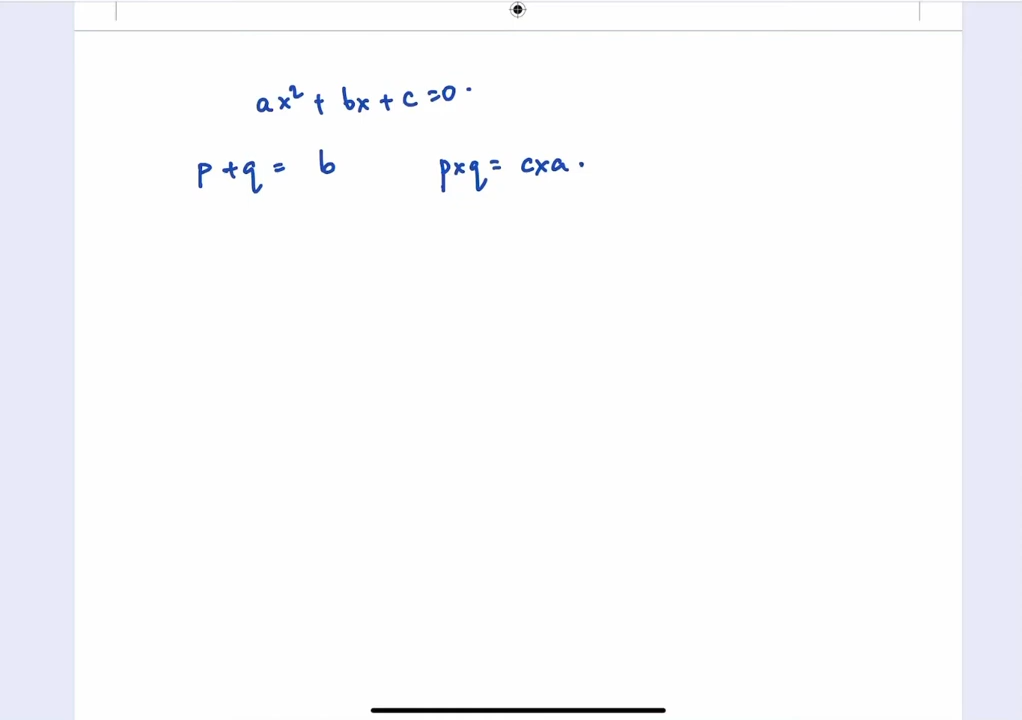 ax² + bx + c = 0.
p + q = b p×q = c×a.